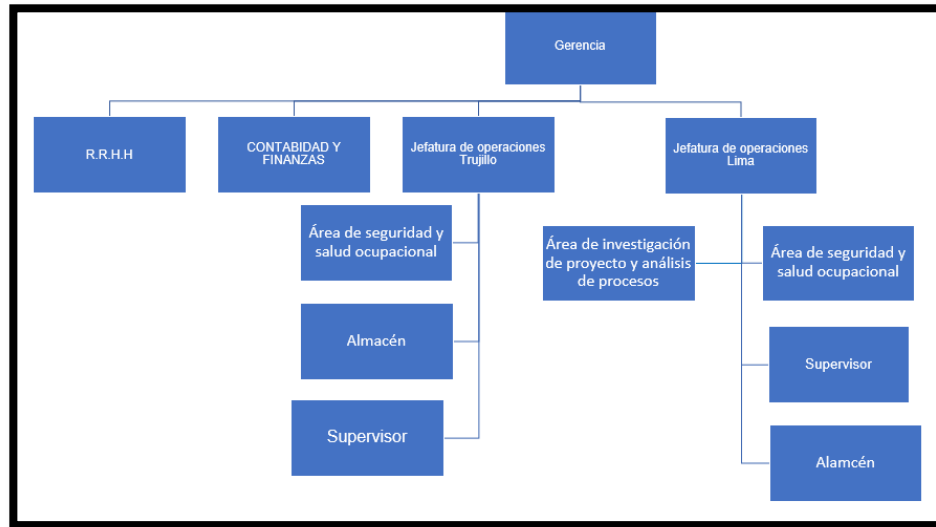 Gerencia
R.R.H.H
CONTABIDAD Y
FINANZAS
Jefatura de operaciones
Trujillo
Jefatura de operaciones
Lima
Área de seguridad y
salud ocupacional
Almacén
Supervisor
Área de investigación
de proyecto y análisis
de procesos
Área de seguridad y
salud ocupacional
Supervisor
Alamcén